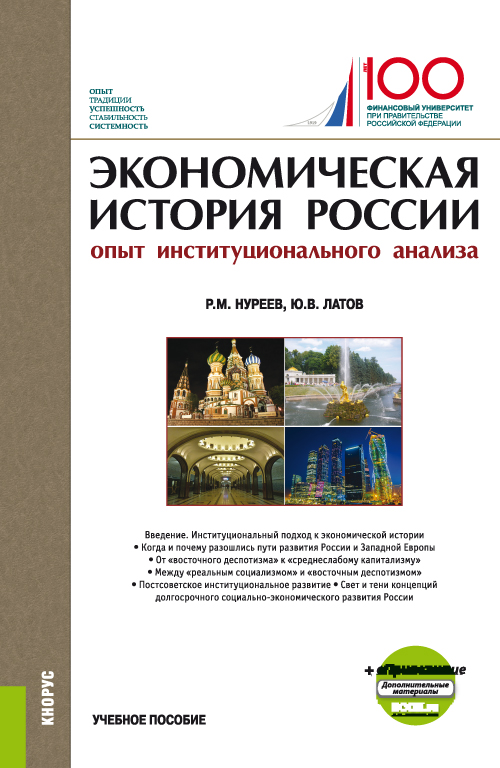 ОПЫТ
ТРАДИЦИИ
УСПЕШНОСТЬ
СТАБИЛЬНОСТЬ
СИСТЕМНОСТЬ
ЛЕТ
100
ФИНАНСОВЫЙ УНИВЕРСИТЕТ
ПРИ ПРАВИТЕЛЬСТВЕ
РОССИЙСКОЙ ФЕДЕРАЦИИ
ЭКОНОМИЧЕСКАЯ
ИСТОРИЯ РОССИИ
опыт институционального анализа
Р.М. НУРЕЕВ, Ю.В. ЛАТОВ
Введение. Институциональный подход к экономической истории
• Когда и почему разошлись пути развития России и Западной Европы
• От «восточного деспотизма» к «среднеслабому капитализму»
• Между «реальным социализмом» и «восточным деспотизмом»
• Постсоветское институциональное развитие • Свет и тени концепций
долгосрочного социально-экономического развития России
+
Дополнительные
материалы
КНОРУС
УЧЕБНОЕ ПОСОБИЕ